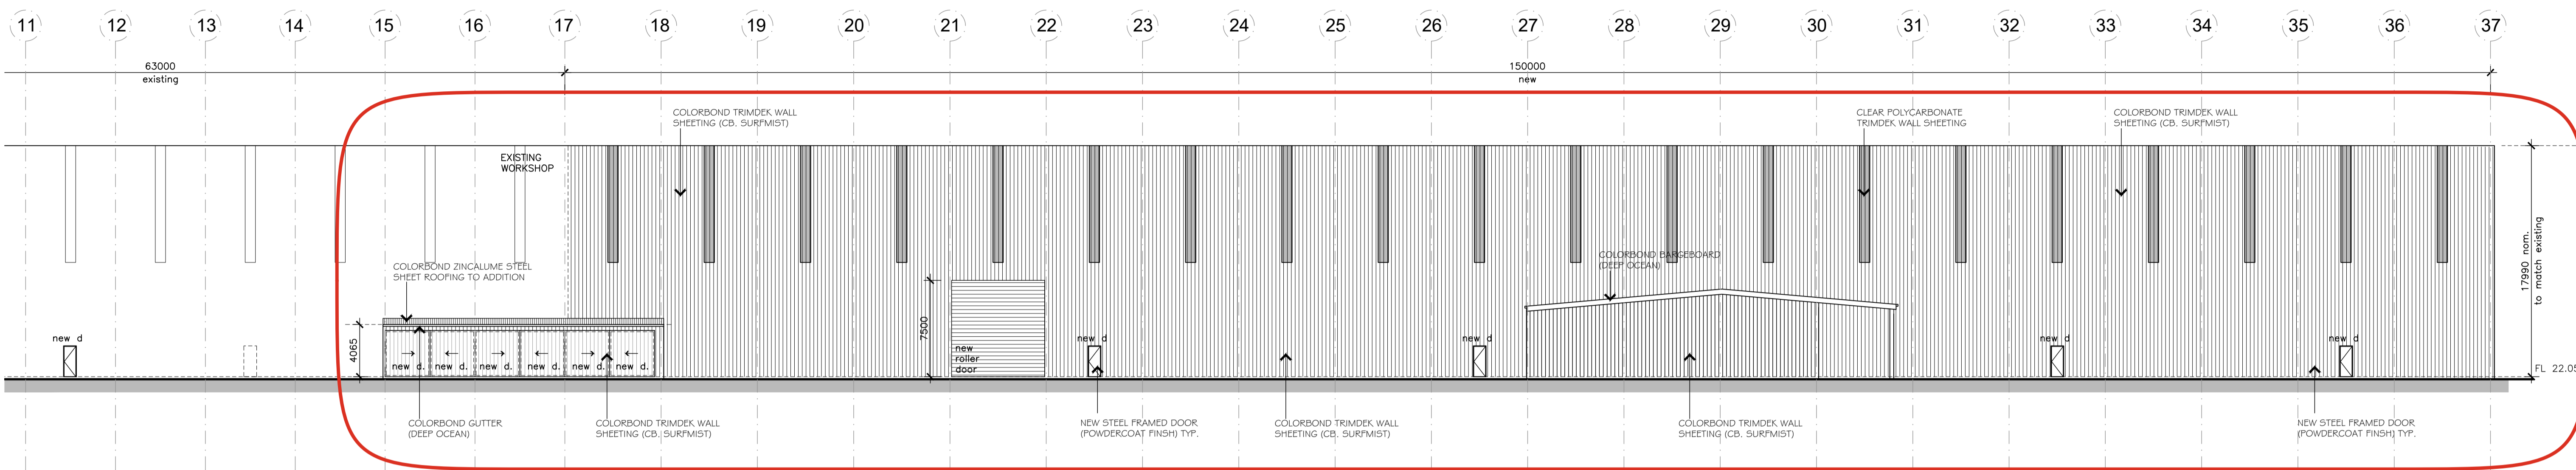 11 12 13 14 15 16 17 18 19 20 21 22 23 24 25 26 27 28 29 30 31 32 33 34 35 36 37
63000
existing
150000
new
COLORBOND TRIMDEK WALL
SHEETING (CB. SURFMIST)
CLEAR POLYCARBONATE
TRIMDEK WALL SHEETING
COLORBOND TRIMDEK WALL
SHEETING (CB. SURFMIST)
EXISTING
WORKSHOP
17990 nom.
to match existing
COLORBOND ZINCALUME STEEL
SHEET ROOFING TO ADDITION
COLORBOND BARGEBOARD
(DEEP OCEAN)
new d
4065
new d.
new d.
new d.
new d.
new d.
new d.
7500
new
roller
door
new d
new d
new d
new d
FL 22.05
COLORBOND GUTTER
(DEEP OCEAN)
COLORBOND TRIMDEK WALL
SHEETING (CB. SURFMIST)
NEW STEEL FRAMED DOOR
(POWDERCOAT FINSH) TYP.
COLORBOND TRIMDEK WALL
SHEETING (CB. SURFMIST)
COLORBOND TRIMDEK WALL
SHEETING (CB. SURFMIST)
NEW STEEL FRAMED DOOR
(POWDERCOAT FINSH) TYP.